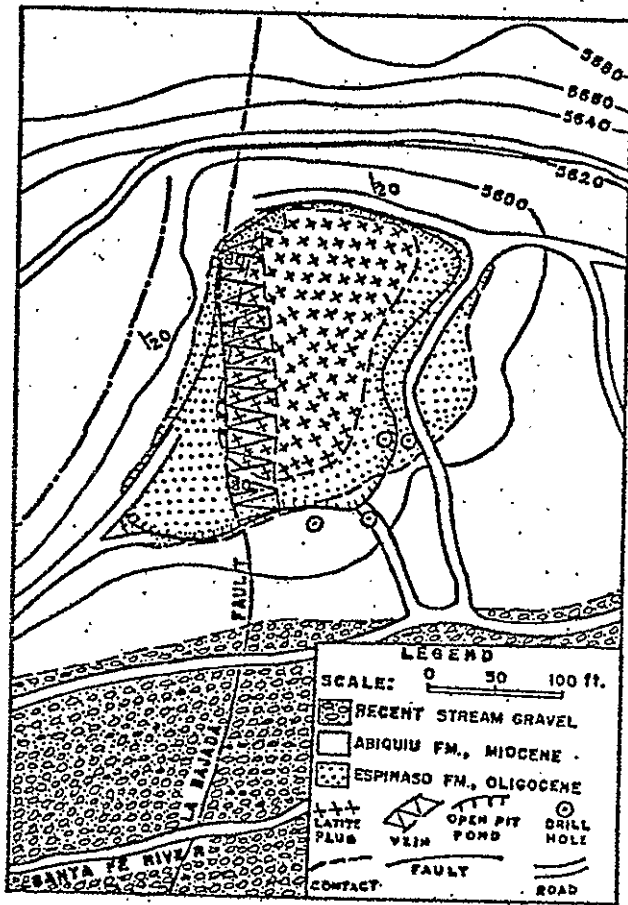 5680
5660
5640
5620
20
5600
20
80
80
FAULT
LA BAJADA
SANTA FE RIVER
LEGEND
SCALE: 0 50 100 ft.
RECENT STREAM GRAVEL
ABIQUIU FM., MIOCENE
ESPINASO FM., OLIGOCENE
LATITE PLUG
VEIN
OPEN PIT POND
DRILL HOLE
CONTACT
FAULT
ROAD